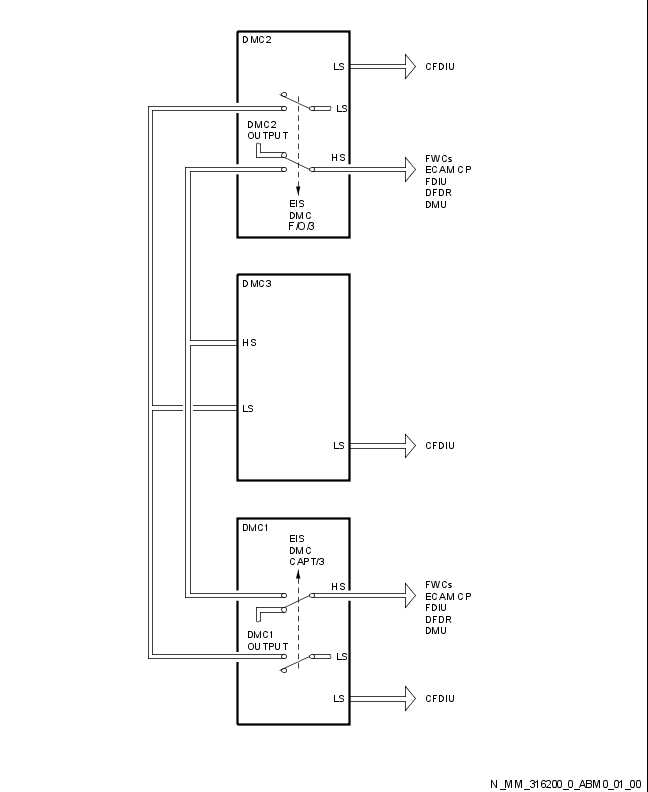 DMC2
LS
CFDIU
LS
DMC2
OUTPUT
HS
FWCs
ECAM CP
FDIU
DFDR
DMU
EIS
DMC
F/O/3
DMC3
HS
LS
LS
CFDIU
DMC1
EIS
DMC
CAPT/3
HS
FWCs
ECAM CP
FDIU
DFDR
DMU
DMC1
OUTPUT
LS
LS
CFDIU
N_MM_316200_0_ABM0_01_00